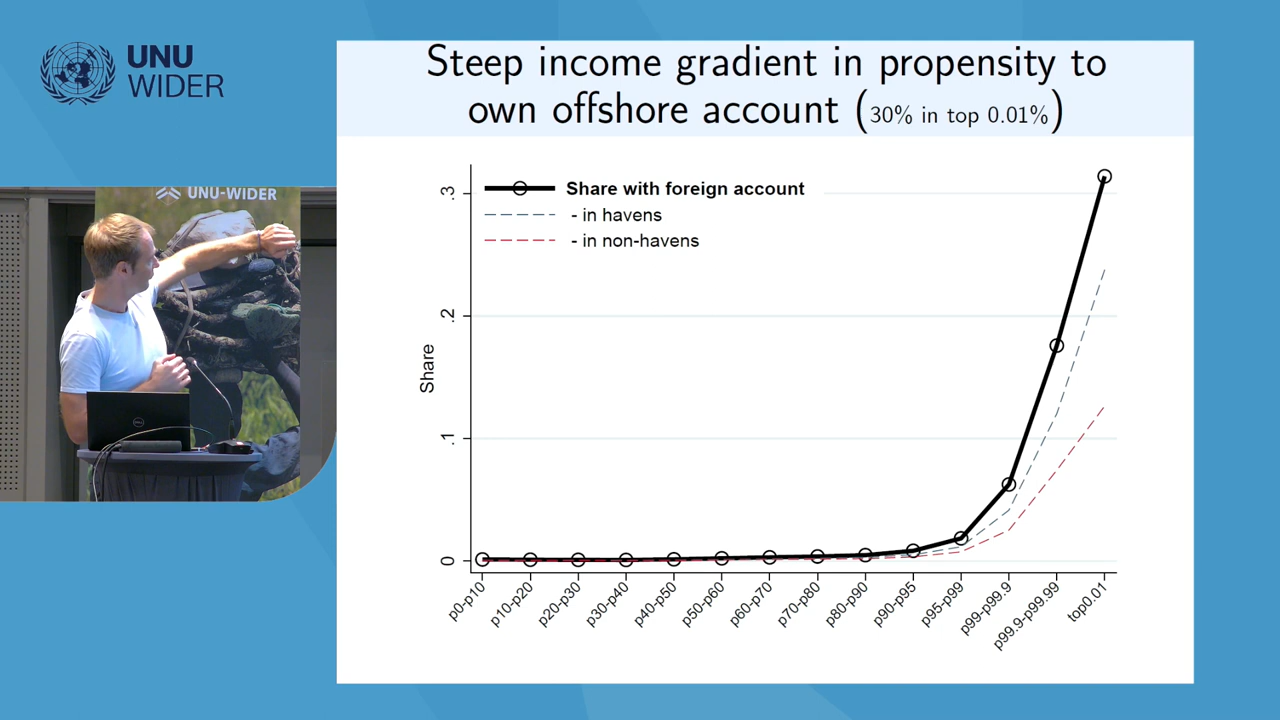 UNU
WIDER
UNU-WIDER
Steep income gradient in propensity to
own offshore account (30% in top 0.01%)
Share with foreign account
- in havens
- in non-havens
Share
.3
.2
.1
0
p0-p10
p10-p20
p20-p30
p30-p40
p40-p50
p50-p60
p60-p70
p70-p80
p80-p90
p90-p95
p95-p99
p99-p99.9
p99.9-p99.99
top0.01
DELL